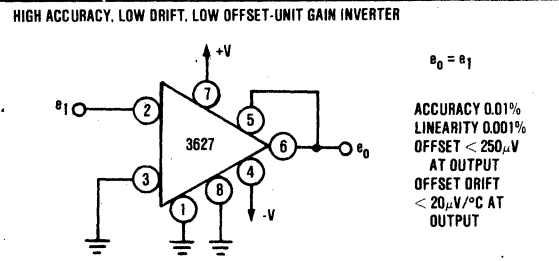 HIGH ACCURACY, LOW DRIFT, LOW OFFSET-UNIT GAIN INVERTER
+V
e₀ = e₁
7
e₁
2
5
ACCURACY 0.01%
LINEARITY 0.001%
3627
6
e₀
OFFSET < 250µV
AT OUTPUT
3
4
OFFSET DRIFT
8
< 20µV/°C AT
1
-V
OUTPUT